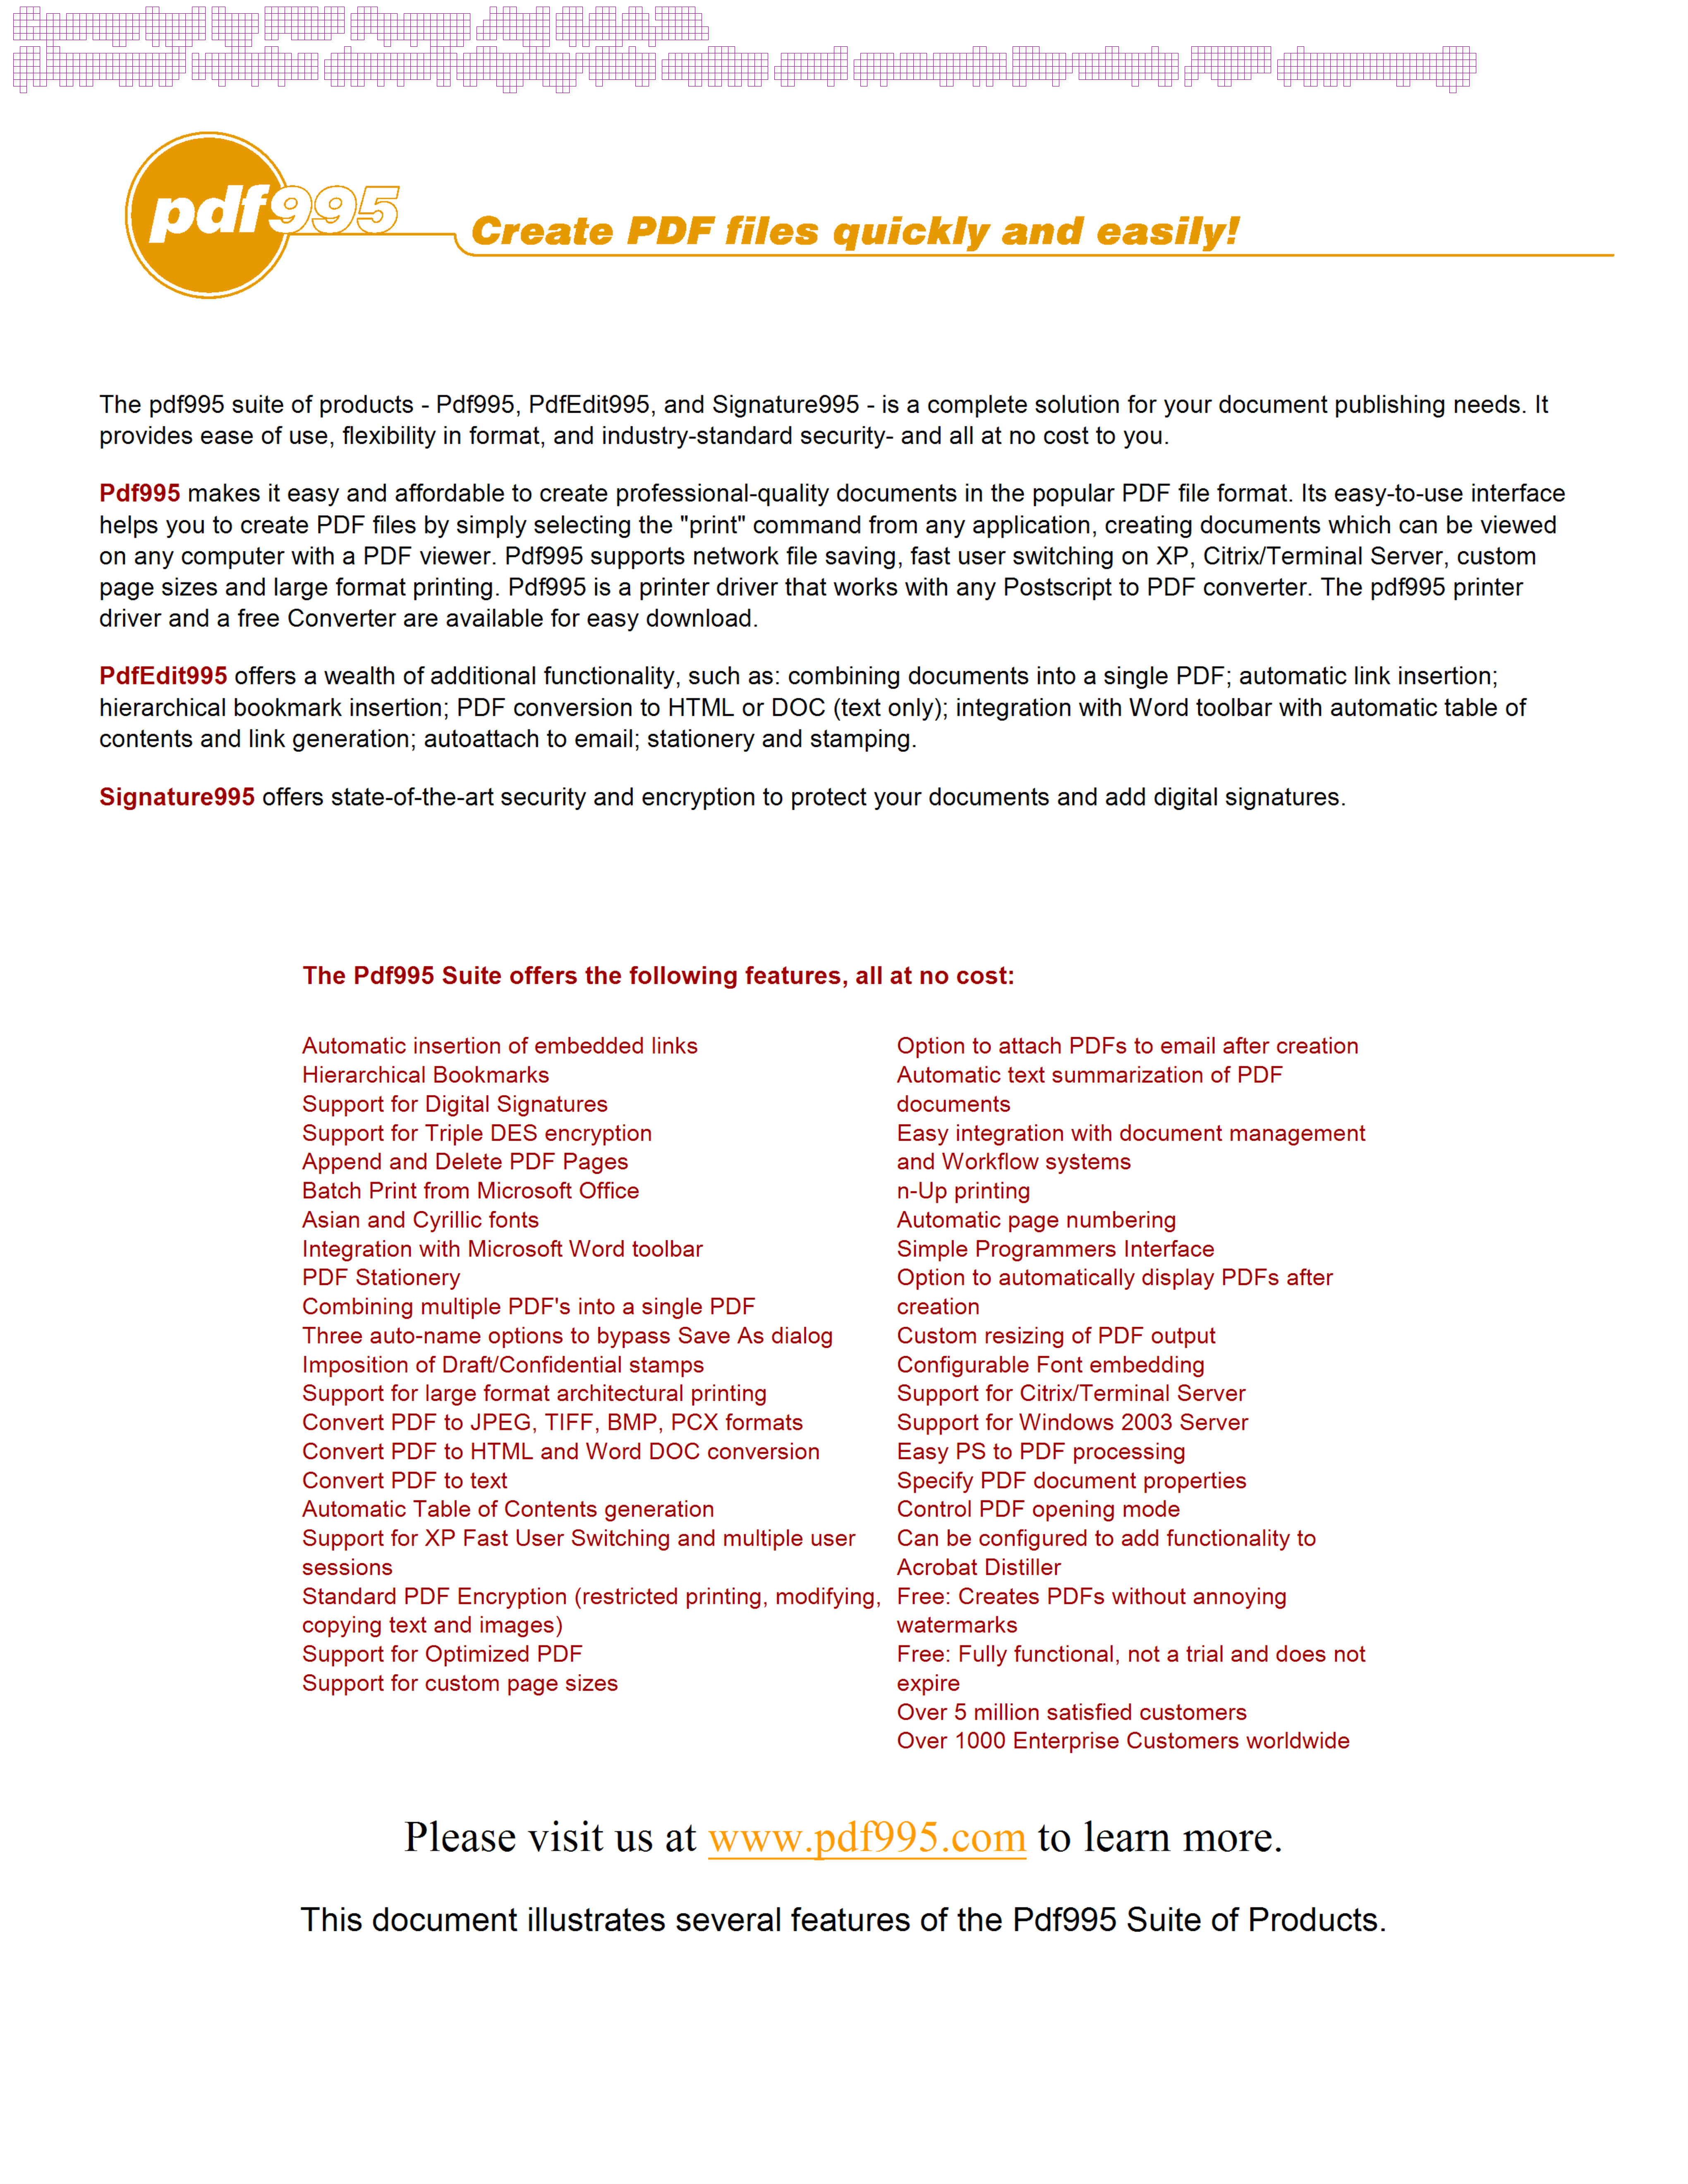 pdf995
Create PDF files quickly and easily!
The pdf995 suite of products - Pdf995, PdfEdit995, and Signature995 - is a complete solution for your document publishing needs. It
provides ease of use, flexibility in format, and industry-standard security- and all at no cost to you.
Pdf995 makes it easy and affordable to create professional-quality documents in the popular PDF file format. Its easy-to-use interface
helps you to create PDF files by simply selecting the "print" command from any application, creating documents which can be viewed
on any computer with a PDF viewer. Pdf995 supports network file saving, fast user switching on XP, Citrix/Terminal Server, custom
page sizes and large format printing. Pdf995 is a printer driver that works with any Postscript to PDF converter. The pdf995 printer
driver and a free Converter are available for easy download.
PdfEdit995 offers a wealth of additional functionality, such as: combining documents into a single PDF; automatic link insertion;
hierarchical bookmark insertion; PDF conversion to HTML or DOC (text only); integration with Word toolbar with automatic table of
contents and link generation; autoattach to email; stationery and stamping.
Signature995 offers state-of-the-art security and encryption to protect your documents and add digital signatures.
The Pdf995 Suite offers the following features, all at no cost:
Automatic insertion of embedded links
Hierarchical Bookmarks
Support for Digital Signatures
Support for Triple DES encryption
Append and Delete PDF Pages
Batch Print from Microsoft Office
Asian and Cyrillic fonts
Integration with Microsoft Word toolbar
PDF Stationery
Combining multiple PDF's into a single PDF
Three auto-name options to bypass Save As dialog
Imposition of Draft/Confidential stamps
Support for large format architectural printing
Convert PDF to JPEG, TIFF, BMP, PCX formats
Convert PDF to HTML and Word DOC conversion
Convert PDF to text
Automatic Table of Contents generation
Support for XP Fast User Switching and multiple user
sessions
Standard PDF Encryption (restricted printing, modifying,
copying text and images)
Support for Optimized PDF
Support for custom page sizes
Option to attach PDFs to email after creation
Automatic text summarization of PDF
documents
Easy integration with document management
and Workflow systems
n-Up printing
Automatic page numbering
Simple Programmers Interface
Option to automatically display PDFs after
creation
Custom resizing of PDF output
Configurable Font embedding
Support for Citrix/Terminal Server
Support for Windows 2003 Server
Easy PS to PDF processing
Specify PDF document properties
Control PDF opening mode
Can be configured to add functionality to
Acrobat Distiller
Free: Creates PDFs without annoying
watermarks
Free: Fully functional, not a trial and does not
expire
Over 5 million satisfied customers
Over 1000 Enterprise Customers worldwide
Please visit us at www.pdf995.com to learn more.
This document illustrates several features of the Pdf995 Suite of Products.